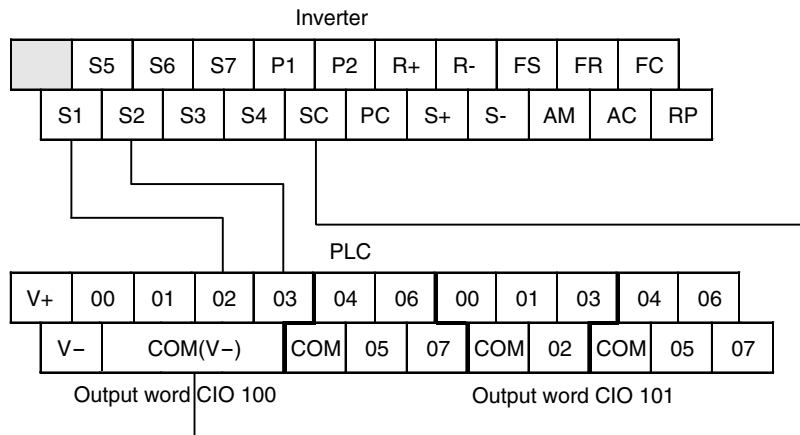 Inverter
S5 S6 S7 P1 P2 R+ R- FS FR FC
S1 S2 S3 S4 SC PC S+ S- AM AC RP
PLC
V+ 00 01 02 03 04 06 00 01 03 04 06
V− COM(V−) COM 05 07 COM 02 COM 05 07
Output word CIO 100 Output word CIO 101